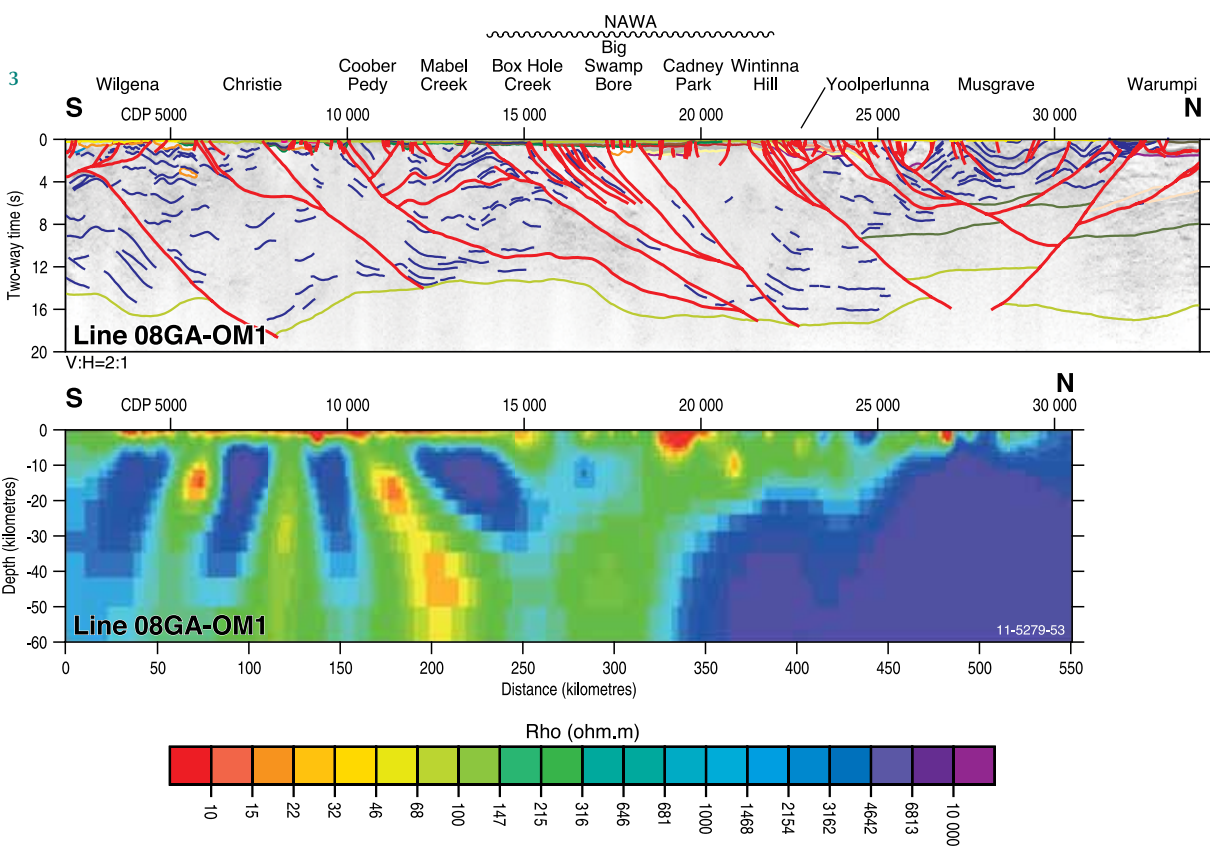 NAWA
3
Wilgena Christie Coober Pedy Mabel Creek Box Hole Creek Big Swamp Bore Cadney Park Wintinna Hill Yoolperlunna Musgrave Warumpi
S N
CDP 5000 10 000 15 000 20 000 25 000 30 000
Two-way time (s)
0
4
8
12
16
20
Line 08GA-OM1
V:H=2:1
S N
CDP 5000 10 000 15 000 20 000 25 000 30 000
Depth (kilometres)
0
-10
-20
-30
-40
-50
-60
Line 08GA-OM1
11-5279-53
0 50 100 150 200 250 300 350 400 450 500 550
Distance (kilometres)
Rho (ohm.m)
10 15 22 32 46 68 100 147 215 316 646 681 1000 1468 2154 3162 4642 6813 10 000